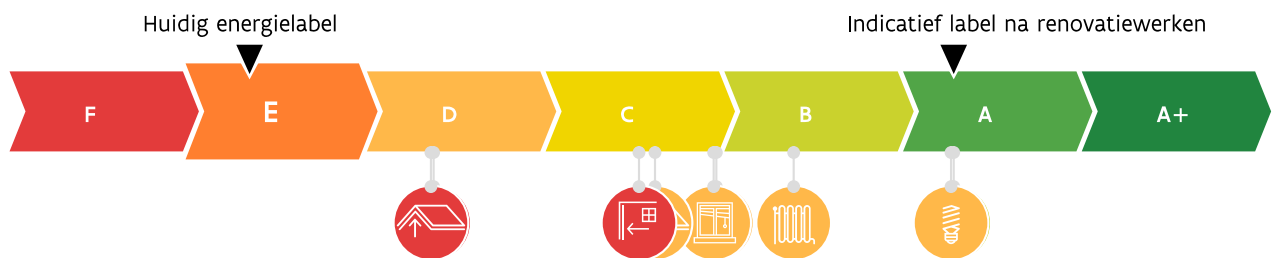 Huidig energielabel
Indicatief label na renovatiewerken
F E D C B A A+